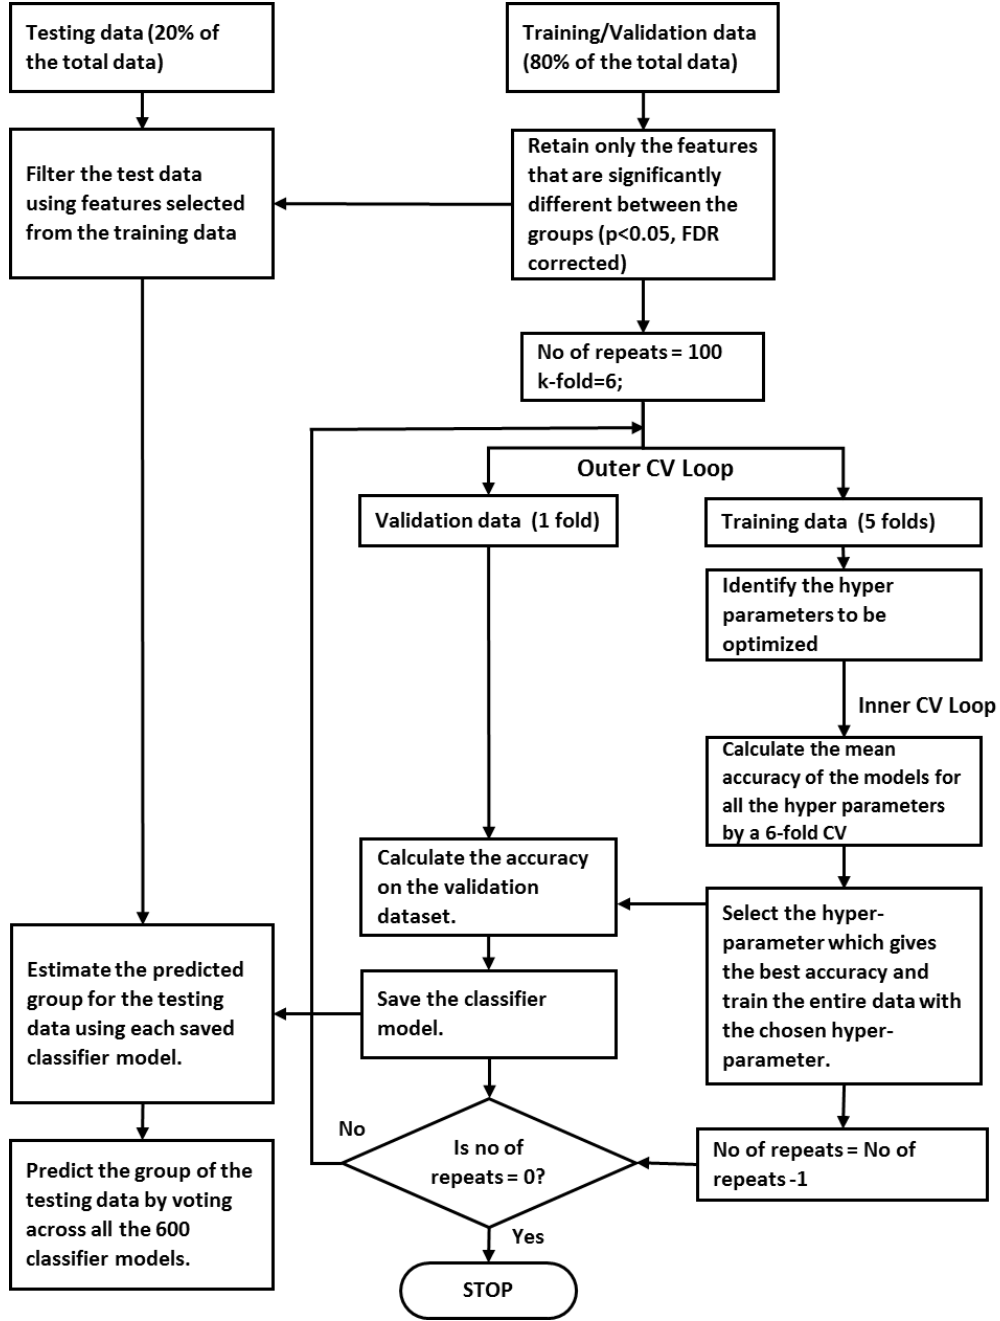 Testing data (20% of
the total data)
Training/Validation data
(80% of the total data)
Filter the test data
using features selected
from the training data
Retain only the features
that are significantly
different between the
groups (p<0.05, FDR
corrected)
No of repeats = 100
k-fold=6;
Outer CV Loop
Validation data (1 fold)
Training data (5 folds)
Identify the hyper
parameters to be
optimized
Inner CV Loop
Calculate the mean
accuracy of the models for
all the hyper parameters
by a 6-fold CV
Calculate the accuracy
on the validation
dataset.
Select the hyper-
parameter which gives
the best accuracy and
train the entire data with
the chosen hyper-
parameter.
Estimate the predicted
group for the testing
data using each saved
classifier model.
Save the classifier
model.
No
Is no of
repeats = 0?
No of repeats = No of
repeats -1
Predict the group of the
testing data by voting
across all the 600
classifier models.
Yes
STOP